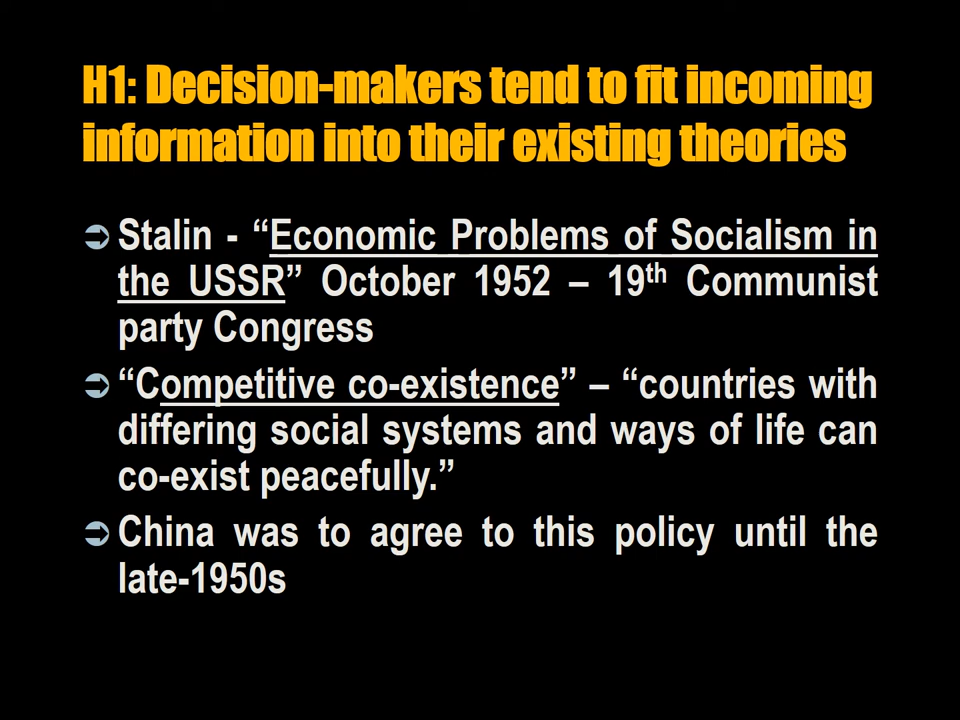 H1: Decision-makers tend to fit incoming
information into their existing theories
➲ Stalin - “Economic Problems of Socialism in
the USSR” October 1952 – 19th Communist
party Congress
➲ “Competitive co-existence” – “countries with
differing social systems and ways of life can
co-exist peacefully.”
➲ China was to agree to this policy until the
late-1950s